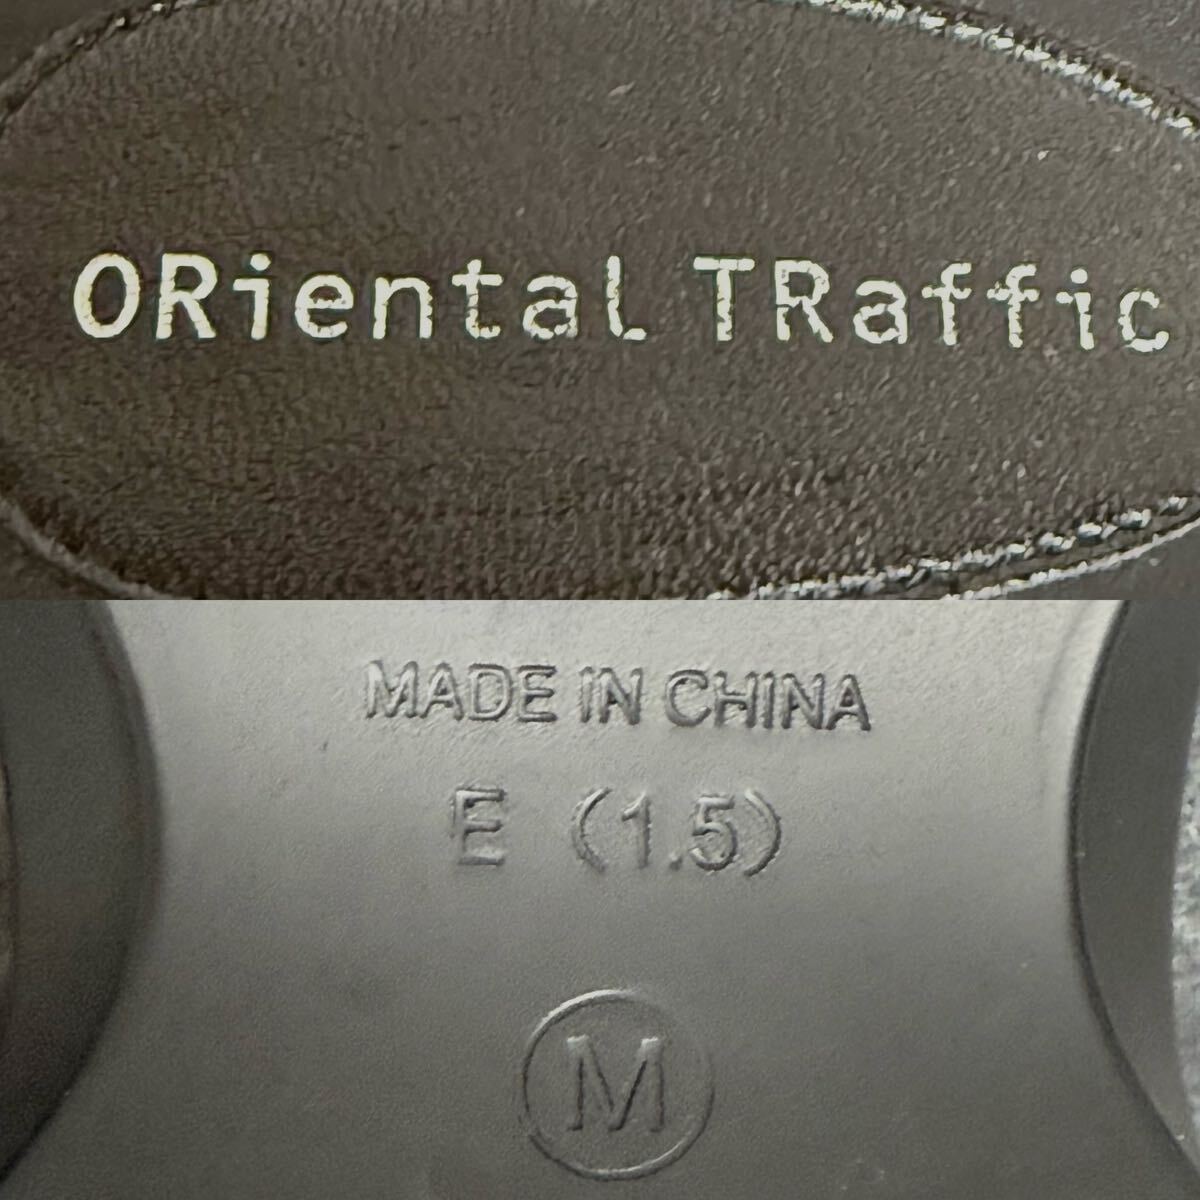 ORiental TRaffic
MADE IN CHINA
E (1.5)
M